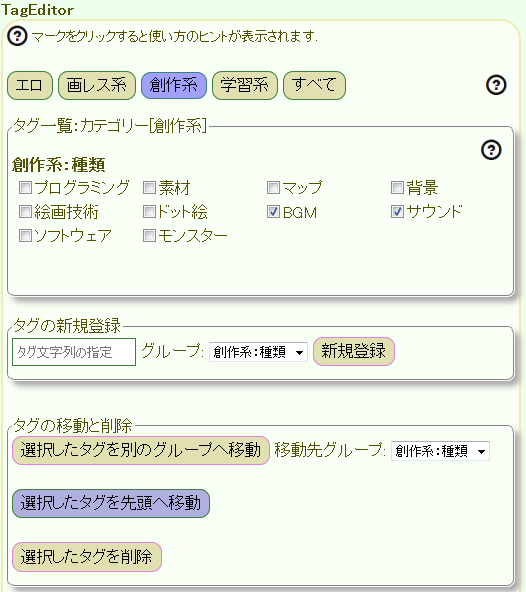 TagEditor
? マークをクリックすると使い方のヒントが表示されます.
エロ 画レス系 創作系 学習系 すべて ?
タグ一覧:カテゴリー[創作系]
?
創作系:種類
プログラミング 素材 マップ 背景
絵画技術 ドット絵 BGM サウンド
ソフトウェア モンスター
タグの新規登録
タグ文字列の指定 グループ: 創作系:種類 新規登録
タグの移動と削除
選択したタグを別のグループへ移動 移動先グループ: 創作系:種類
選択したタグを先頭へ移動
選択したタグを削除